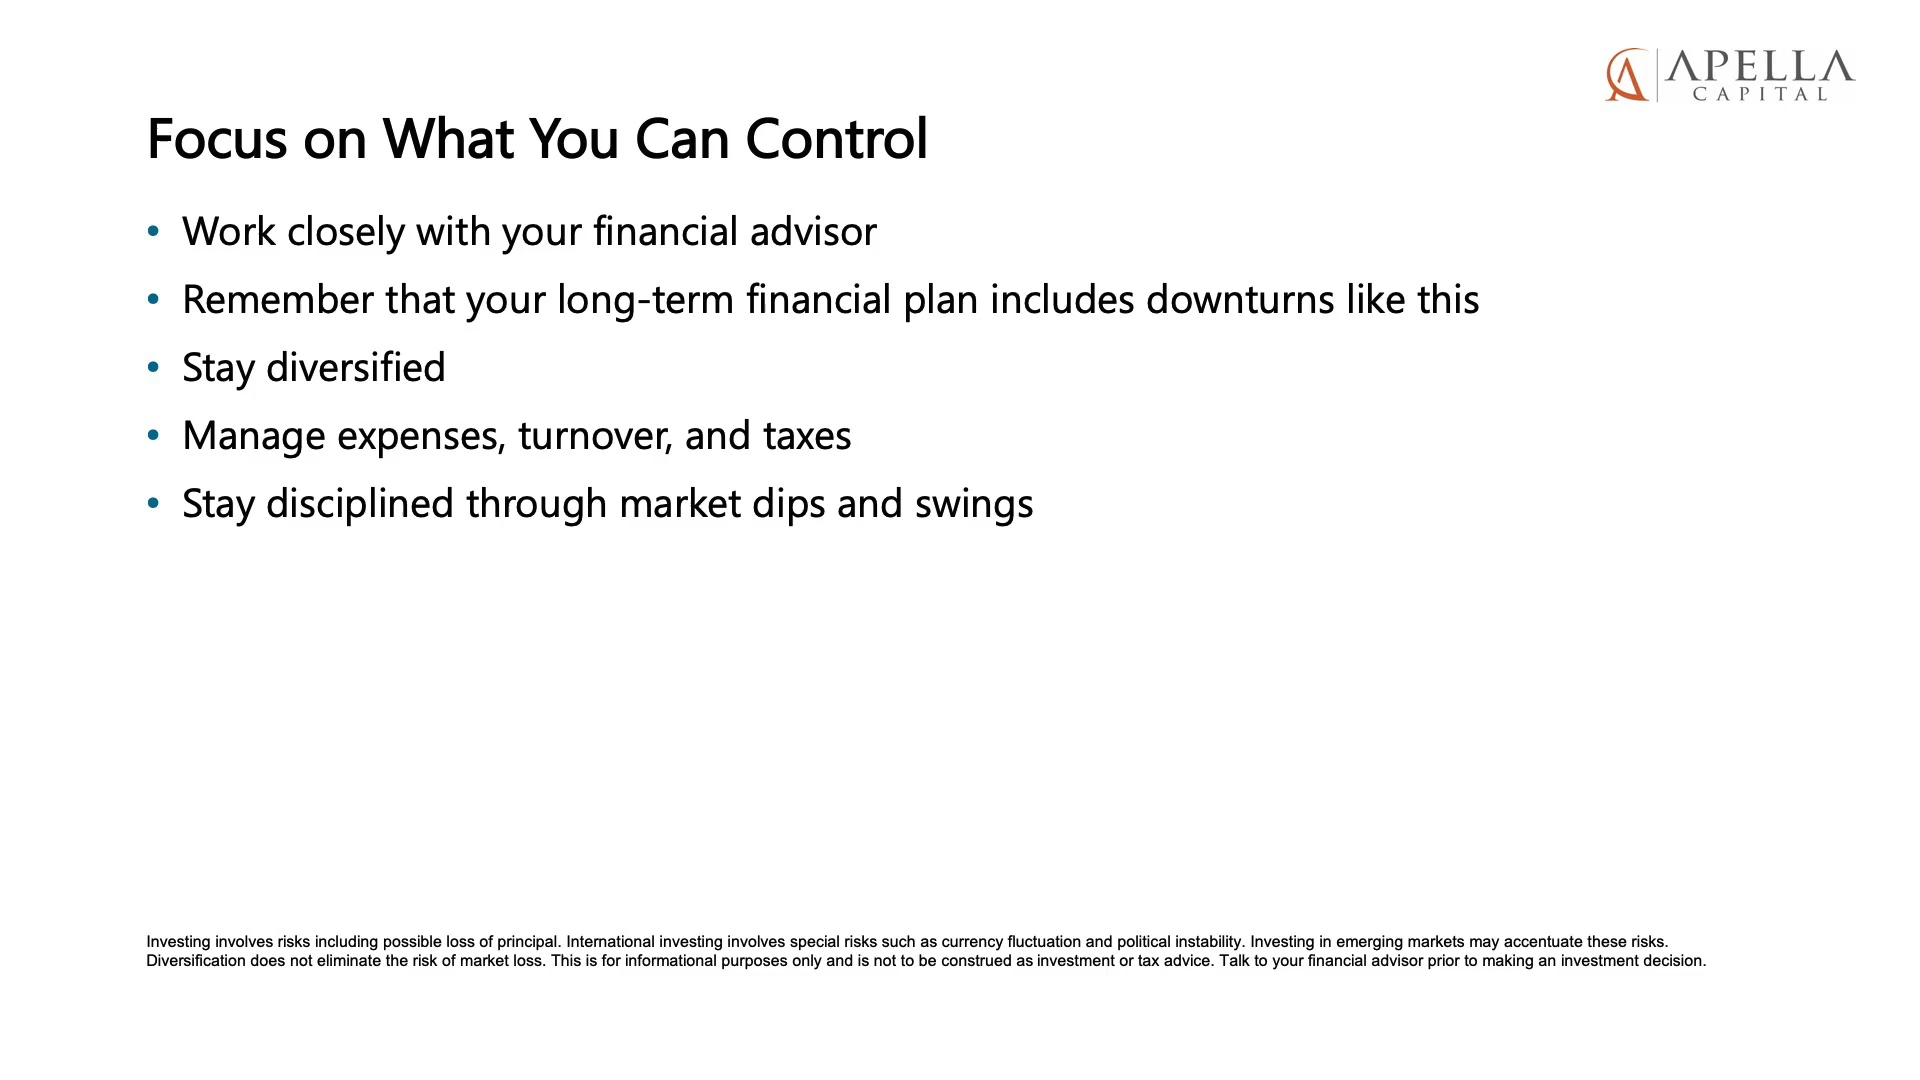 APELLA
CAPITAL
Focus on What You Can Control
• Work closely with your financial advisor
• Remember that your long-term financial plan includes downturns like this
• Stay diversified
• Manage expenses, turnover, and taxes
• Stay disciplined through market dips and swings
Investing involves risks including possible loss of principal. International investing involves special risks such as currency fluctuation and political instability. Investing in emerging markets may accentuate these risks.
Diversification does not eliminate the risk of market loss. This is for informational purposes only and is not to be construed as investment or tax advice. Talk to your financial advisor prior to making an investment decision.